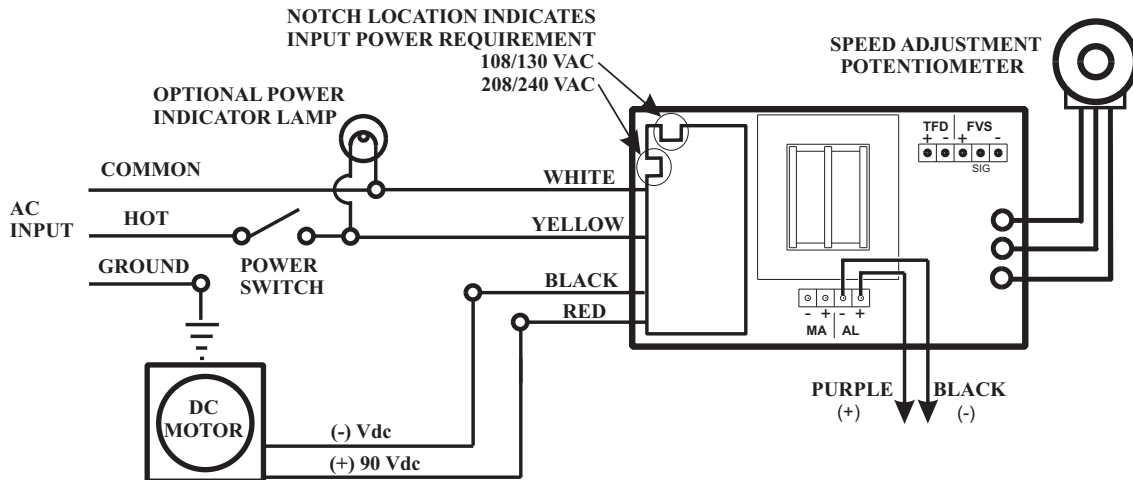 NOTCH LOCATION INDICATES
INPUT POWER REQUIREMENT
108/130 VAC
208/240 VAC
SPEED ADJUSTMENT
POTENTIOMETER
OPTIONAL POWER
INDICATOR LAMP
TFD FVS
+ - + -
SIG
COMMON
WHITE
AC
INPUT
HOT
YELLOW
GROUND
POWER
SWITCH
BLACK
RED
- + - +
MA AL
PURPLE
(+)
BLACK
(-)
DC
MOTOR
(-) Vdc
(+) 90 Vdc